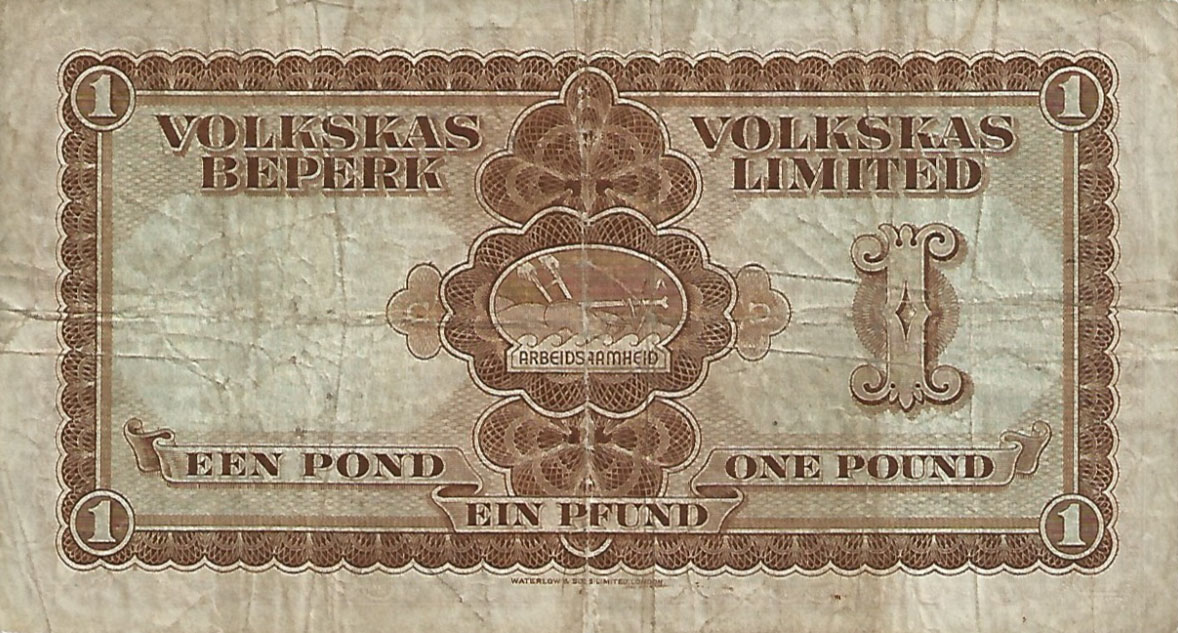 1 1
VOLKSKAS VOLKSKAS
BEPERK LIMITED
I
ARBEIDSAAMHEID
EEN POND ONE POUND
EIN PFUND
1 1
WATERLOW & SONS LIMITED, LONDON.